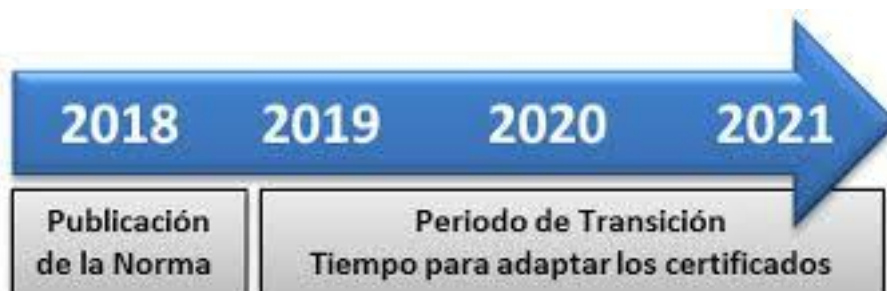 2018 2019 2020 2021
Publicación
de la Norma
Periodo de Transición
Tiempo para adaptar los certificados